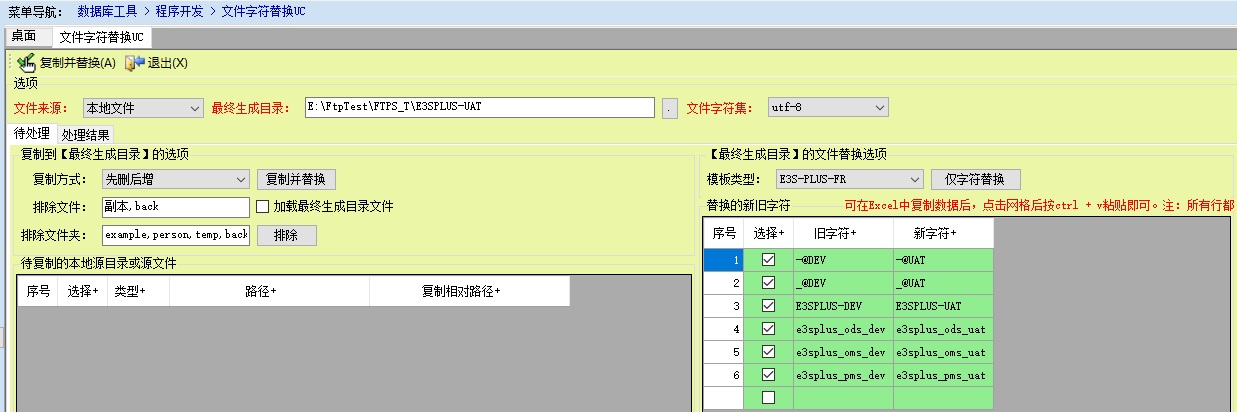 菜单导航： 数据库工具 > 程序开发 > 文件字符替换UC
桌面 文件字符替换UC
复制并替换(A) 退出(X)
选项
文件来源： 本地文件 最终生成目录： E:\FtpTest\FTPS_T\E3SPLUS-UAT . 文件字符集： utf-8
待处理 处理结果
复制到【最终生成目录】的选项
复制方式： 先删后增 复制并替换
排除文件： 副本,back 加载最终生成目录文件
排除文件夹： example,person,temp,back 排除
待复制的本地源目录或源文件
序号 选择+ 类型+ 路径+ 复制相对路径+
【最终生成目录】的文件替换选项
模板类型： E3S-PLUS-FR 仅字符替换
替换的新旧字符 可在Excel中复制数据后，点击网格后按ctrl + v粘贴即可。注：所有行都
序号 选择+ 旧字符+ 新字符+
1 -@DEV -@UAT
2 _@DEV _@UAT
3 E3SPLUS-DEV E3SPLUS-UAT
4 e3splus_ods_dev e3splus_ods_uat
5 e3splus_oms_dev e3splus_oms_uat
6 e3splus_pms_dev e3splus_pms_uat